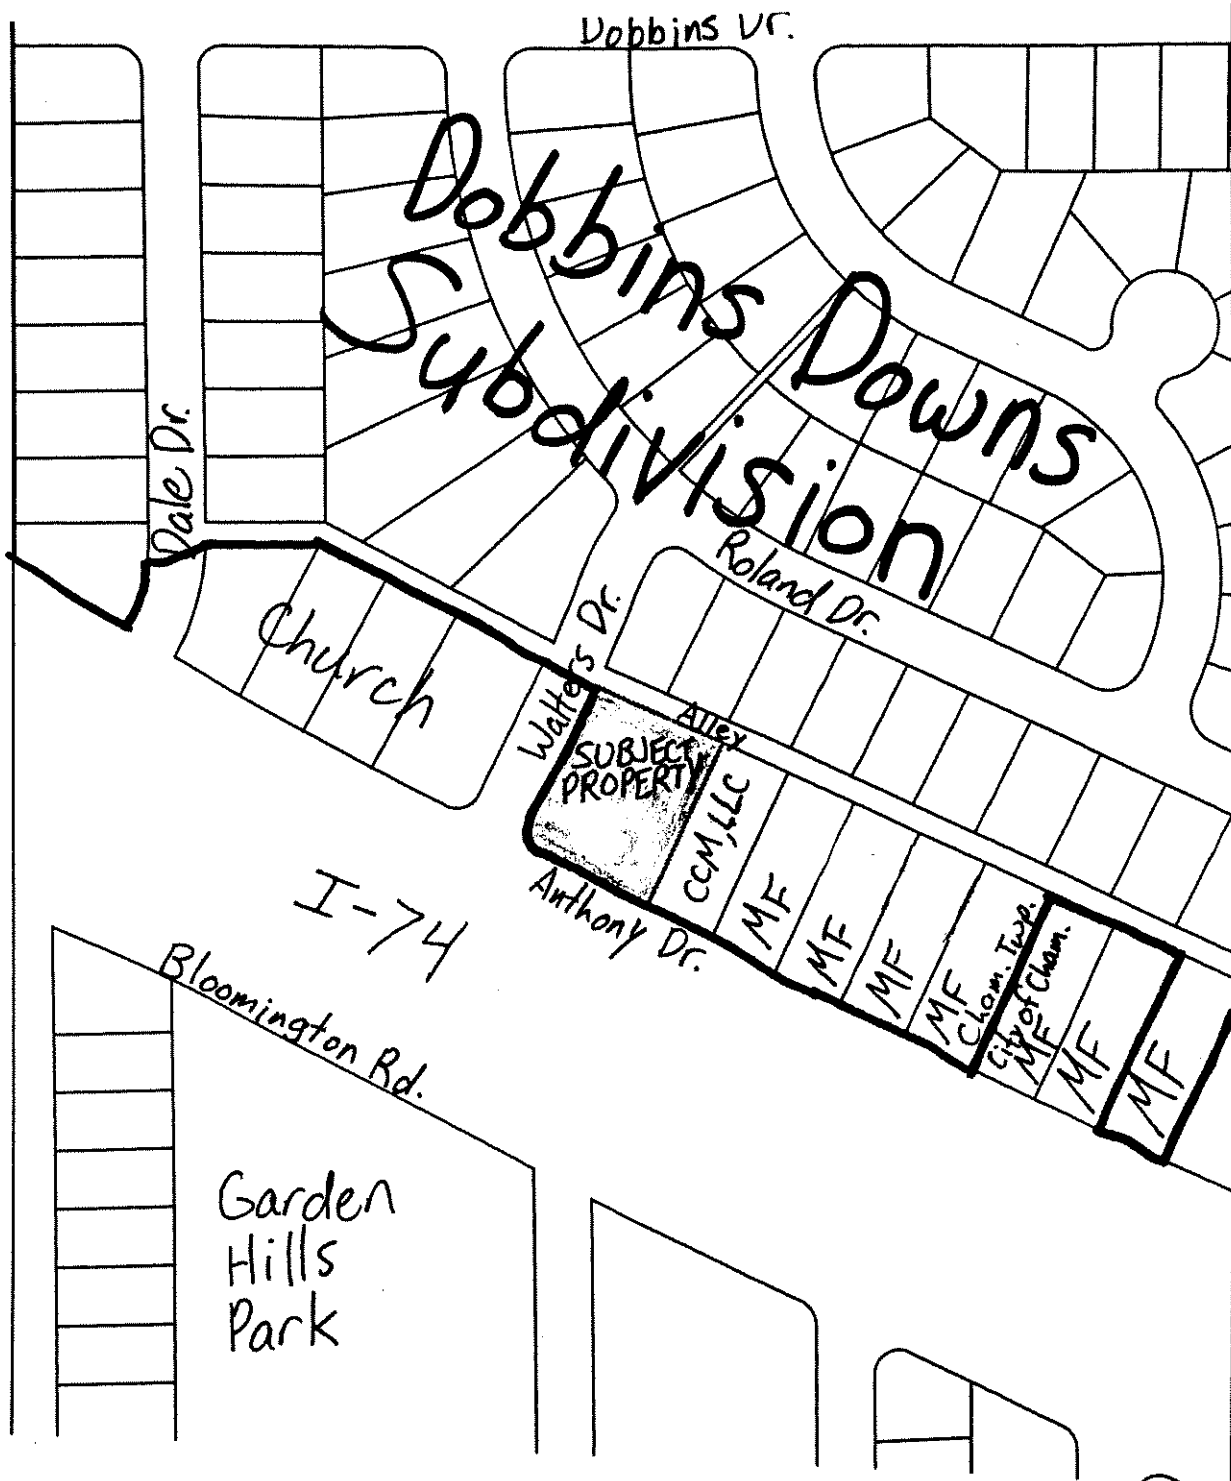 Dobbins Dr.
Dobbins Downs
Subdivision
Dale Dr.
Roland Dr.
Church
Walters Dr.
Alley
SUBJECT
PROPERTY
CCM, LLC
MF
MF
MF
MF
Cham. Twp.
City of Cham.
MF
MF
MF
Anthony Dr.
I-74
Bloomington Rd.
Garden
Hills
Park